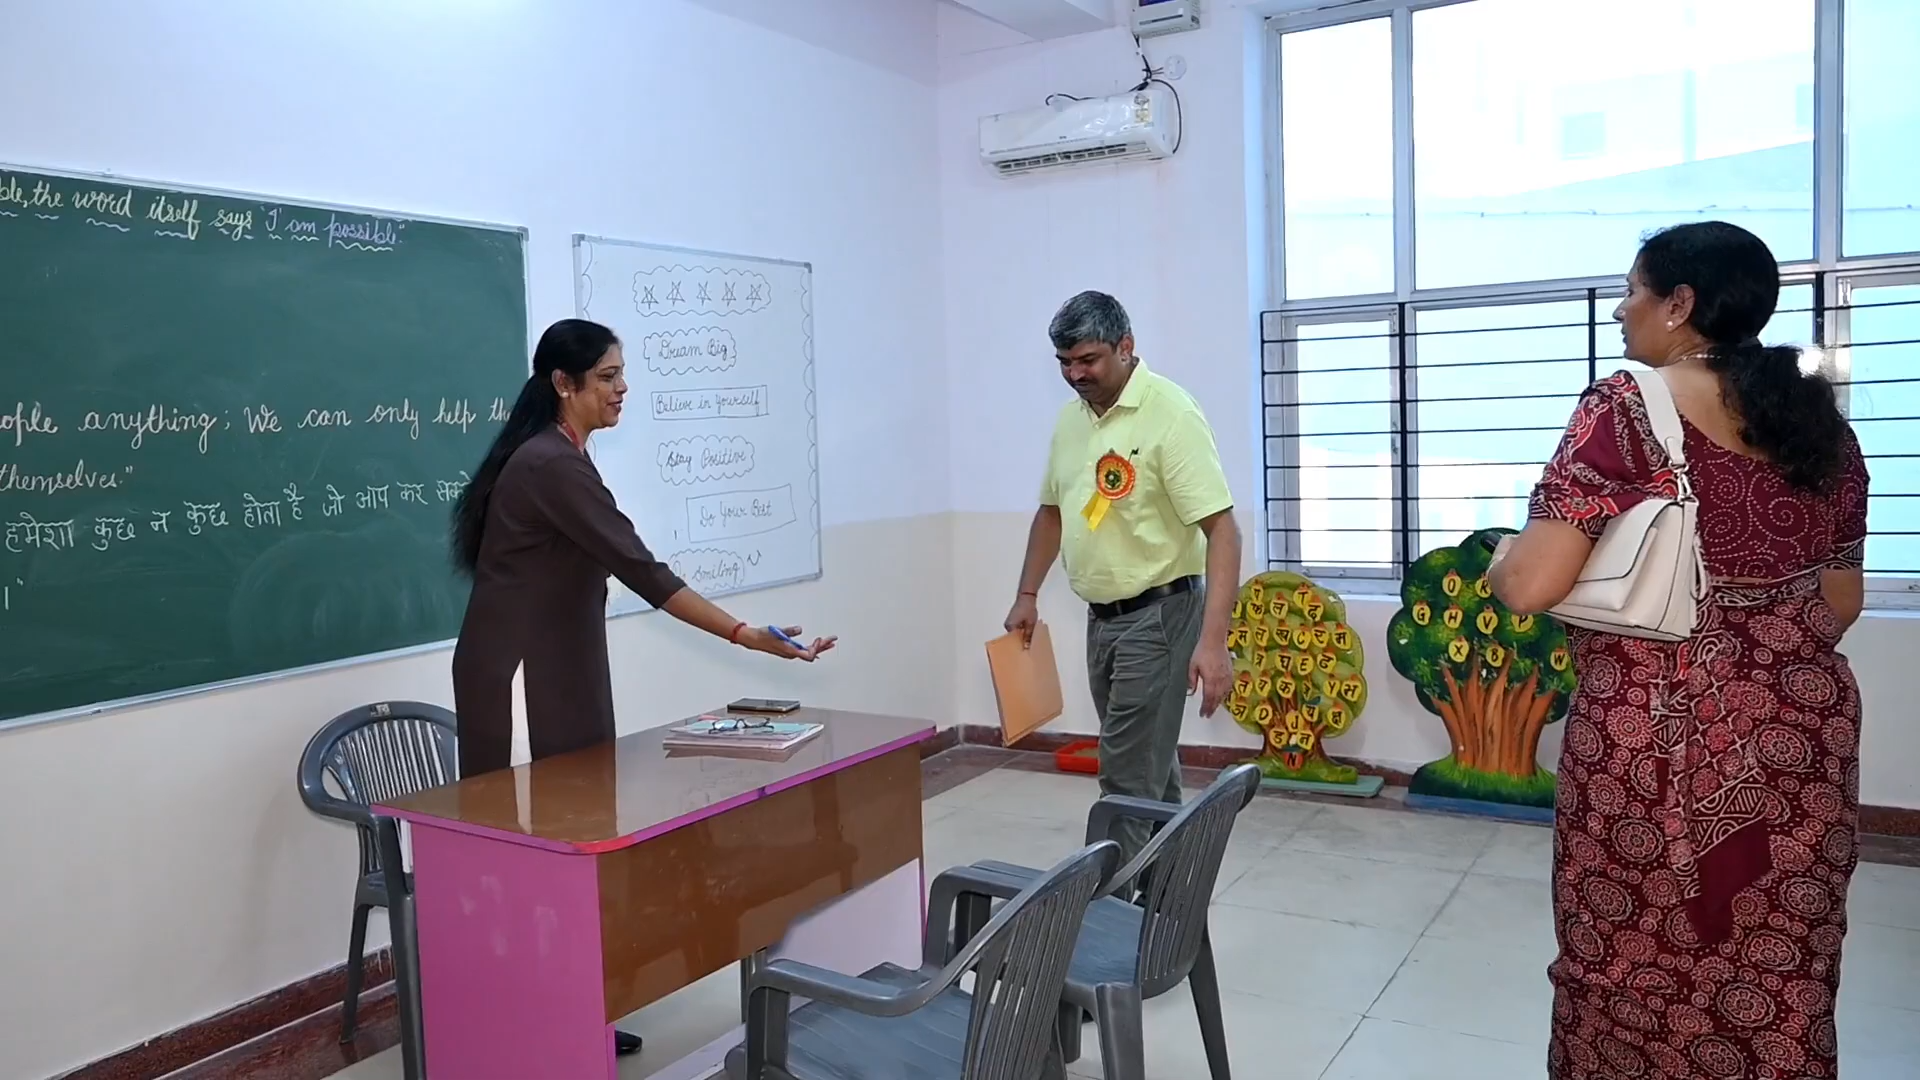 ble, the word itself says 'I' am possible."
ople anything; We can only help th
themselves."
हमेशा कुछ न कुछ होता है जो आप कर सक
।"
Dream Big
Believe in Yourself
Stay Positive
Do Your Best
smiling
T
फ ल ढ
म C ट म
घ E ढ
त व क Y भ
D J य क्ष
ड न
N
O R
G H V P
X B W